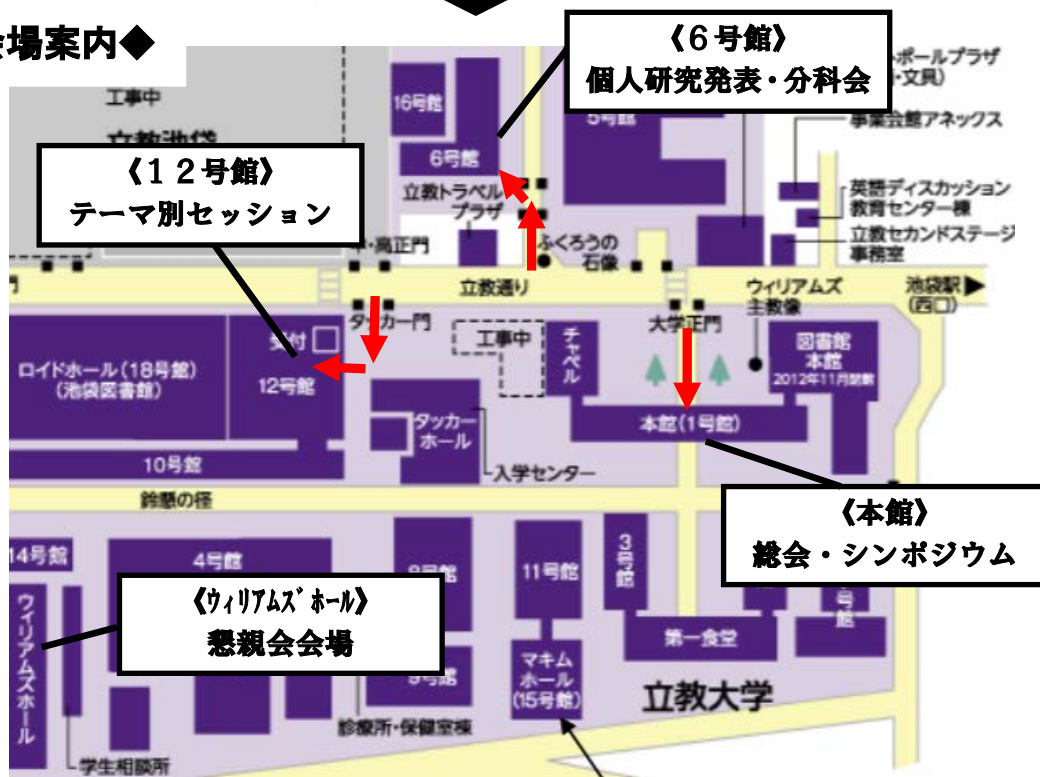 場案内◆
《６号館》
個人研究発表・分科会
ポールプラザ
・文具)
事業会館アネックス
工事中
立教池袋
16号館
5号館
6号館
《１２号館》
テーマ別セッション
立教トラベル
プラザ
英語ディスカッション
教育センター棟
立教セカンドステージ
事務室
・高正門
ふくろうの
石像
門
立教通り
ウィリアムズ
主教像
池袋駅▶
(西口)
タッカー門
大学正門
受付
工事中
チャペル
図書館
本館
2012年11月閉館
ロイドホール(18号館)
(池袋図書館)
12号館
タッカー
ホール
本館(1号館)
10号館
入学センター
鈴懸の径
《本館》
総会・シンポジウム
14号館
4号館
11号館
3号館
号館
《ｳｨﾘｱﾑｽﾞﾎｰﾙ》
懇親会会場
ウィリアムズホール
第一食堂
マキム
ホール
(15号館)
号館
立教大学
診療所・保健室棟
学生相談所